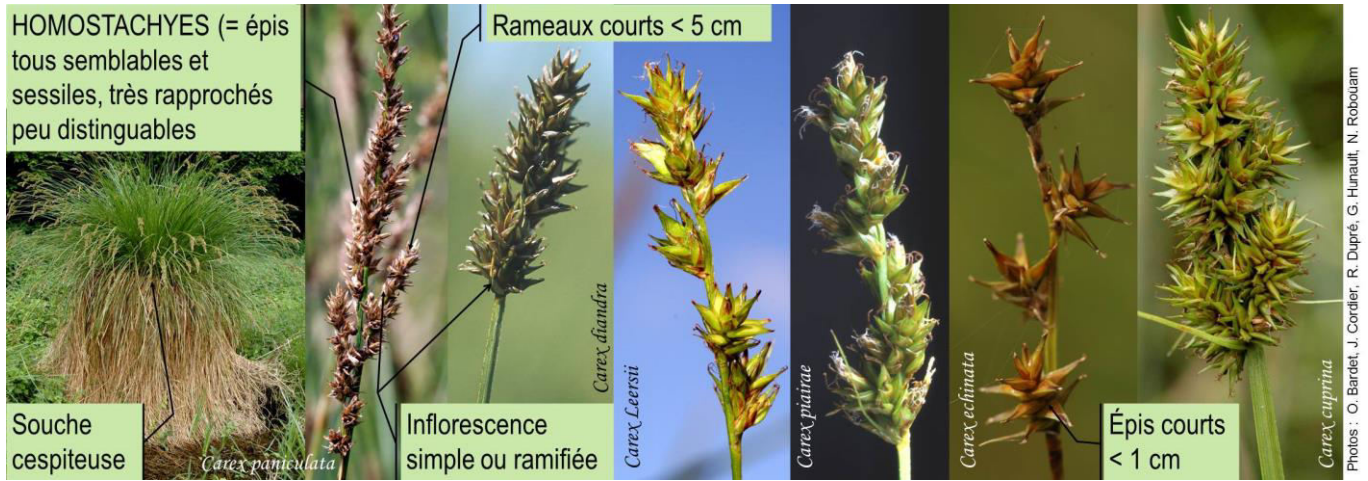 HOMOSTACHYES (= épis
tous semblables et
sessiles, très rapprochés
peu distinguables
Rameaux courts < 5 cm
Souche
cespiteuse
Carex paniculata
Inflorescence
simple ou ramifiée
Carex diandra
Carex Leersii
Carex piairae
Carex echinata
Épis courts
< 1 cm
Carex cuprina
Photos : O. Bardet, J. Cordier, R. Dupré, G. Hunault, N. Roboüam